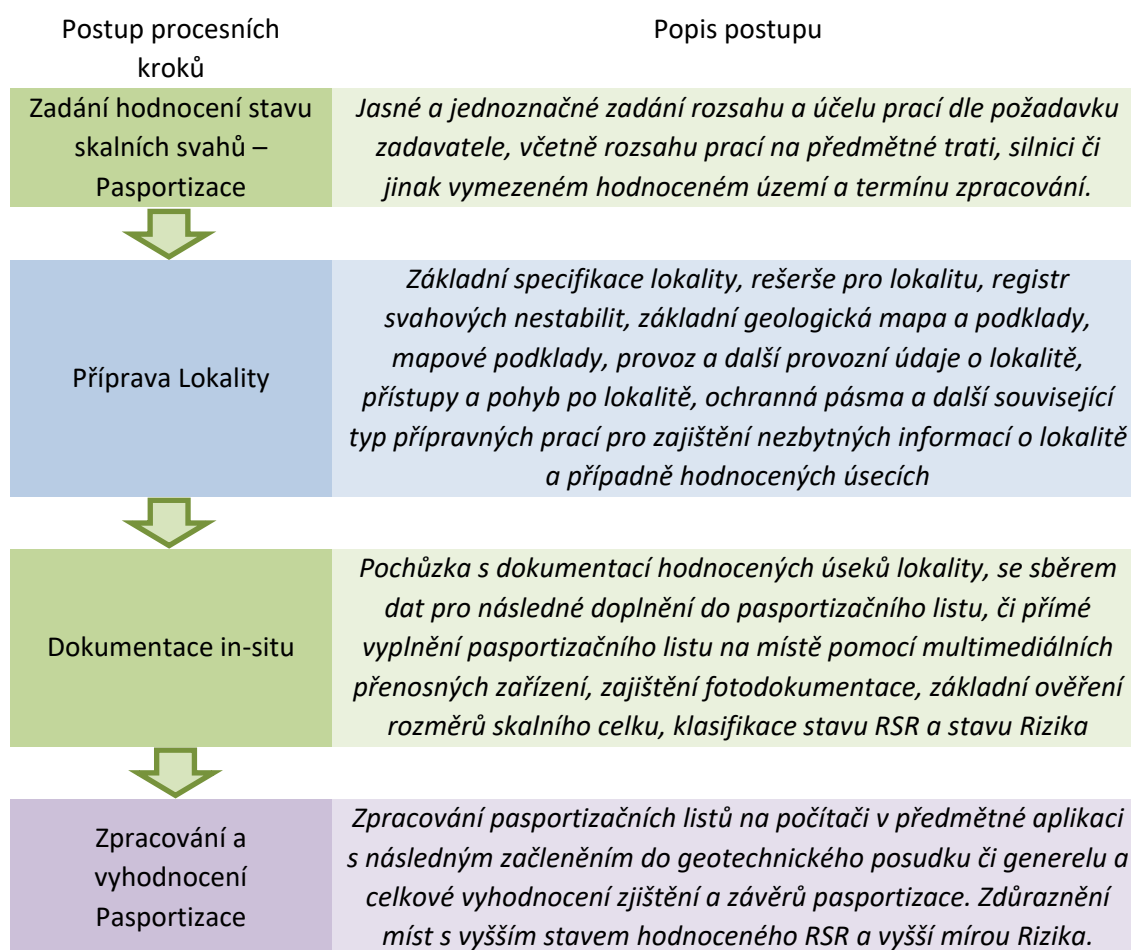 Postup procesních
kroků
Popis postupu
Zadání hodnocení stavu
skalních svahů –
Pasportizace
Jasné a jednoznačné zadání rozsahu a účelu prací dle požadavku
zadavatele, včetně rozsahu prací na předmětné trati, silnici či
jinak vymezeném hodnoceném území a termínu zpracování.
Příprava Lokality
Základní specifikace lokality, rešerše pro lokalitu, registr
svahových nestabilit, základní geologická mapa a podklady,
mapové podklady, provoz a další provozní údaje o lokalitě,
přístupy a pohyb po lokalitě, ochranná pásma a další související
typ přípravných prací pro zajištění nezbytných informací o lokalitě
a případně hodnocených úsecích
Dokumentace in-situ
Pochůzka s dokumentací hodnocených úseků lokality, se sběrem
dat pro následné doplnění do pasportizačního listu, či přímé
vyplnění pasportizačního listu na místě pomocí multimediálních
přenosných zařízení, zajištění fotodokumentace, základní ověření
rozměrů skalního celku, klasifikace stavu RSR a stavu Rizika
Zpracování a
vyhodnocení
Pasportizace
Zpracování pasportizačních listů na počítači v předmětné aplikaci
s následným začleněním do geotechnického posudku či generelu a
celkové vyhodnocení zjištění a závěrů pasportizace. Zdůraznění
míst s vyšším stavem hodnoceného RSR a vyšší mírou Rizika.